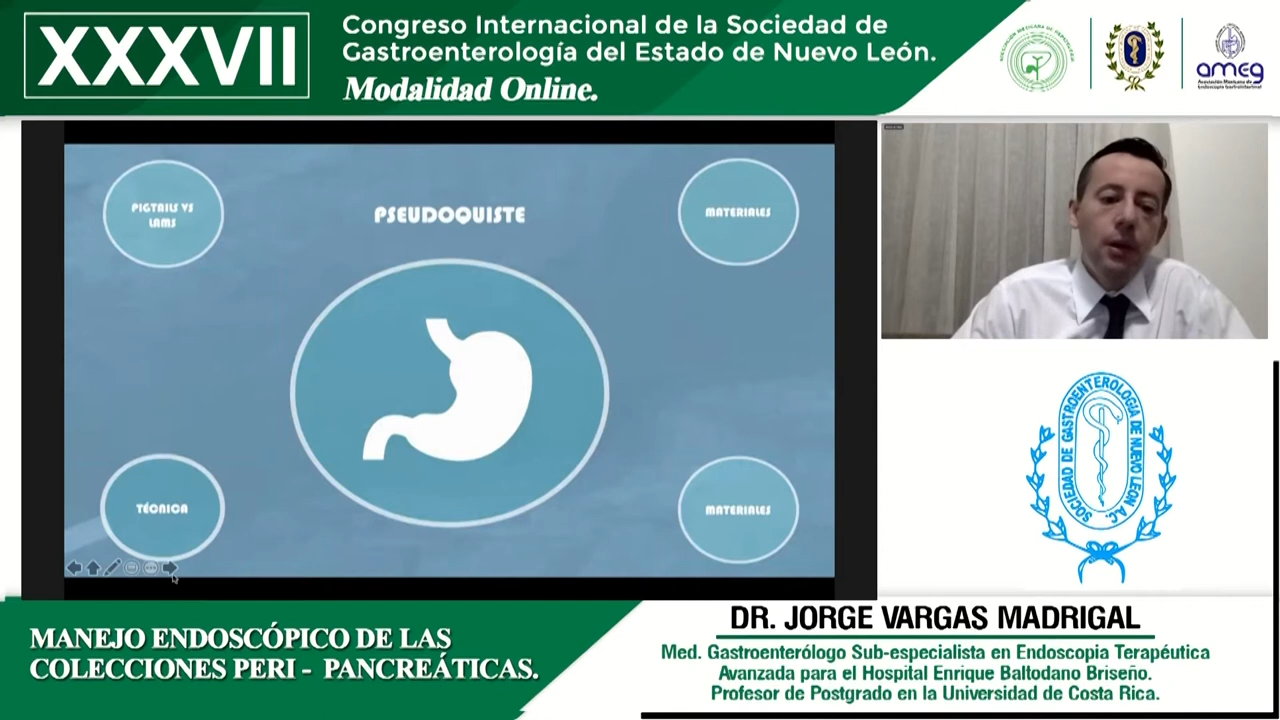 XXXVII
Congreso Internacional de la Sociedad de
Gastroenterología del Estado de Nuevo León.
Modalidad Online.
ameg
PIGTAILS VS
LAMS
PSEUDOQUISTE
MATERIALES
TÉCNICA
MATERIALES
SOCIEDAD DE GASTROENTEROLOGIA DE NUEVO LEON A.C.
MANEJO ENDOSCÓPICO DE LAS
COLECCIONES PERI - PANCREÁTICAS.
DR. JORGE VARGAS MADRIGAL
Med. Gastroenterólogo Sub-especialista en Endoscopia Terapéutica
Avanzada para el Hospital Enrique Baltodano Briseño.
Profesor de Postgrado en la Universidad de Costa Rica.